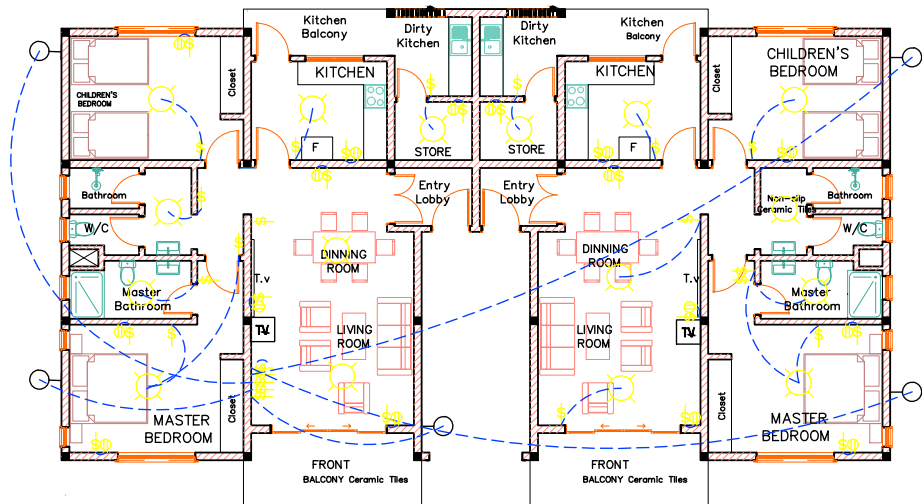 Kitchen
Balcony
Dirty
Kitchen
Dirty
Kitchen
Kitchen
Balcony
CHILDREN'S
BEDROOM
KITCHEN
KITCHEN
Closet
Closet
CHILDREN'S
BEDROOM
F
STORE
STORE
F
Bathroom
Entry
Lobby
Entry
Lobby
Bathroom
Non-slip
Ceramic Tiles
W/C
W/C
DINNING
ROOM
DINNING
ROOM
T.v
T.v
Master
Bathroom
Master
Bathroom
T.V
LIVING
ROOM
LIVING
ROOM
T.V
Closet
Closet
MASTER
BEDROOM
MASTER
BEDROOM
FRONT
BALCONY Ceramic Tiles
FRONT
BALCONY Ceramic Tiles